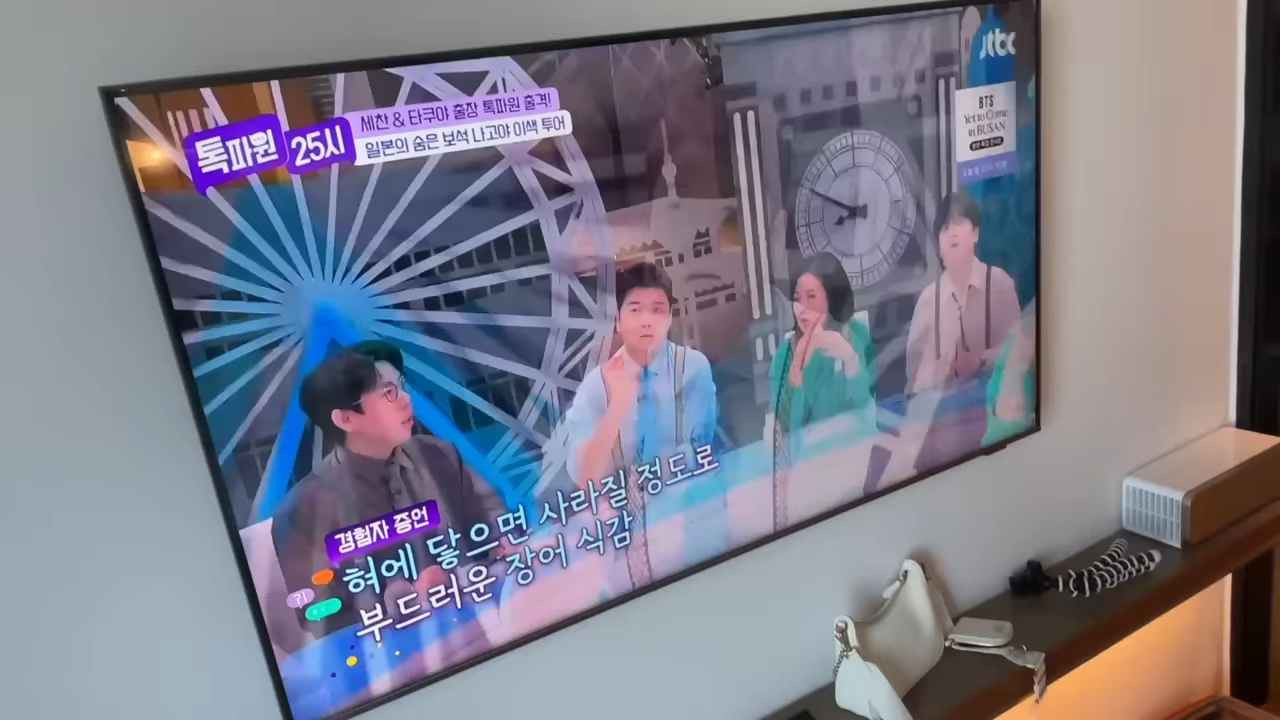 톡파원 25시
세찬 & 타쿠야 출장 톡파원 출격!
일본의 숨은 보석 나고야 이색 투어
jtbc
BTS
Yet to Come
in BUSAN
경험자 증언
혀에 닿으면 사라질 정도로
부드러운 장어 식감